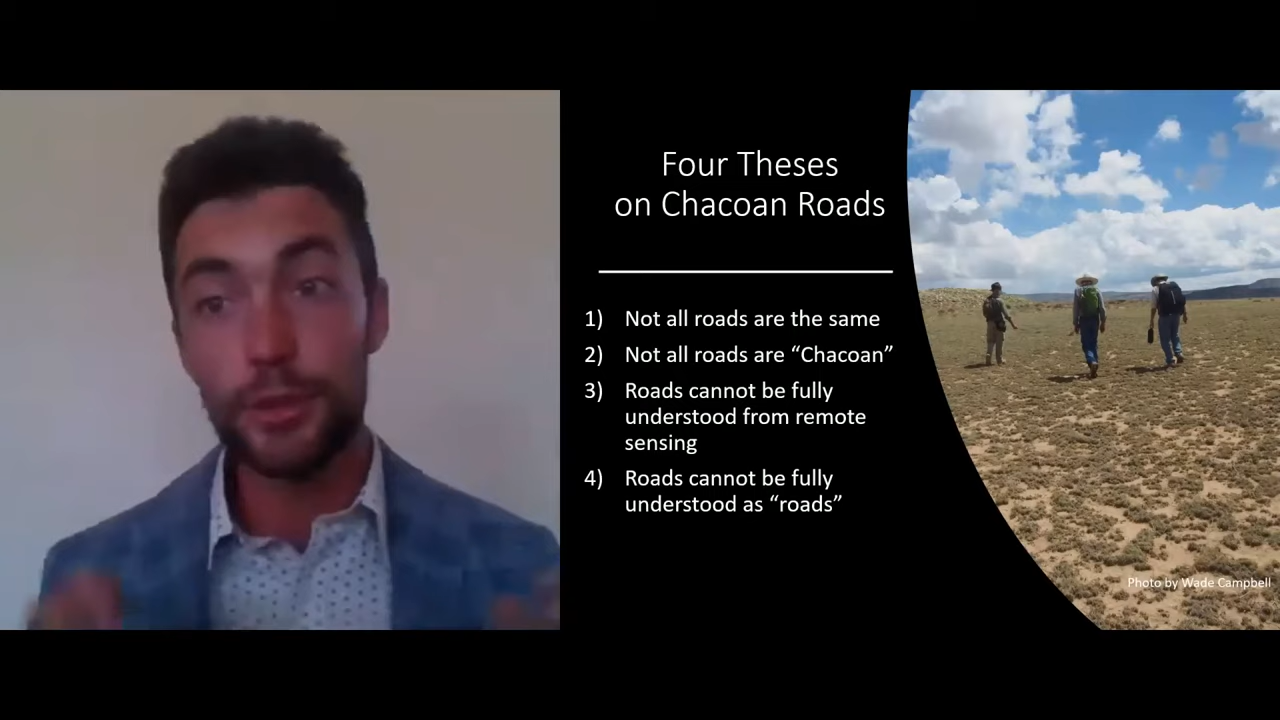 Four Theses
on Chacoan Roads
1) Not all roads are the same
2) Not all roads are “Chacoan”
3) Roads cannot be fully
understood from remote
sensing
4) Roads cannot be fully
understood as “roads”
Photo by Wade Campbell